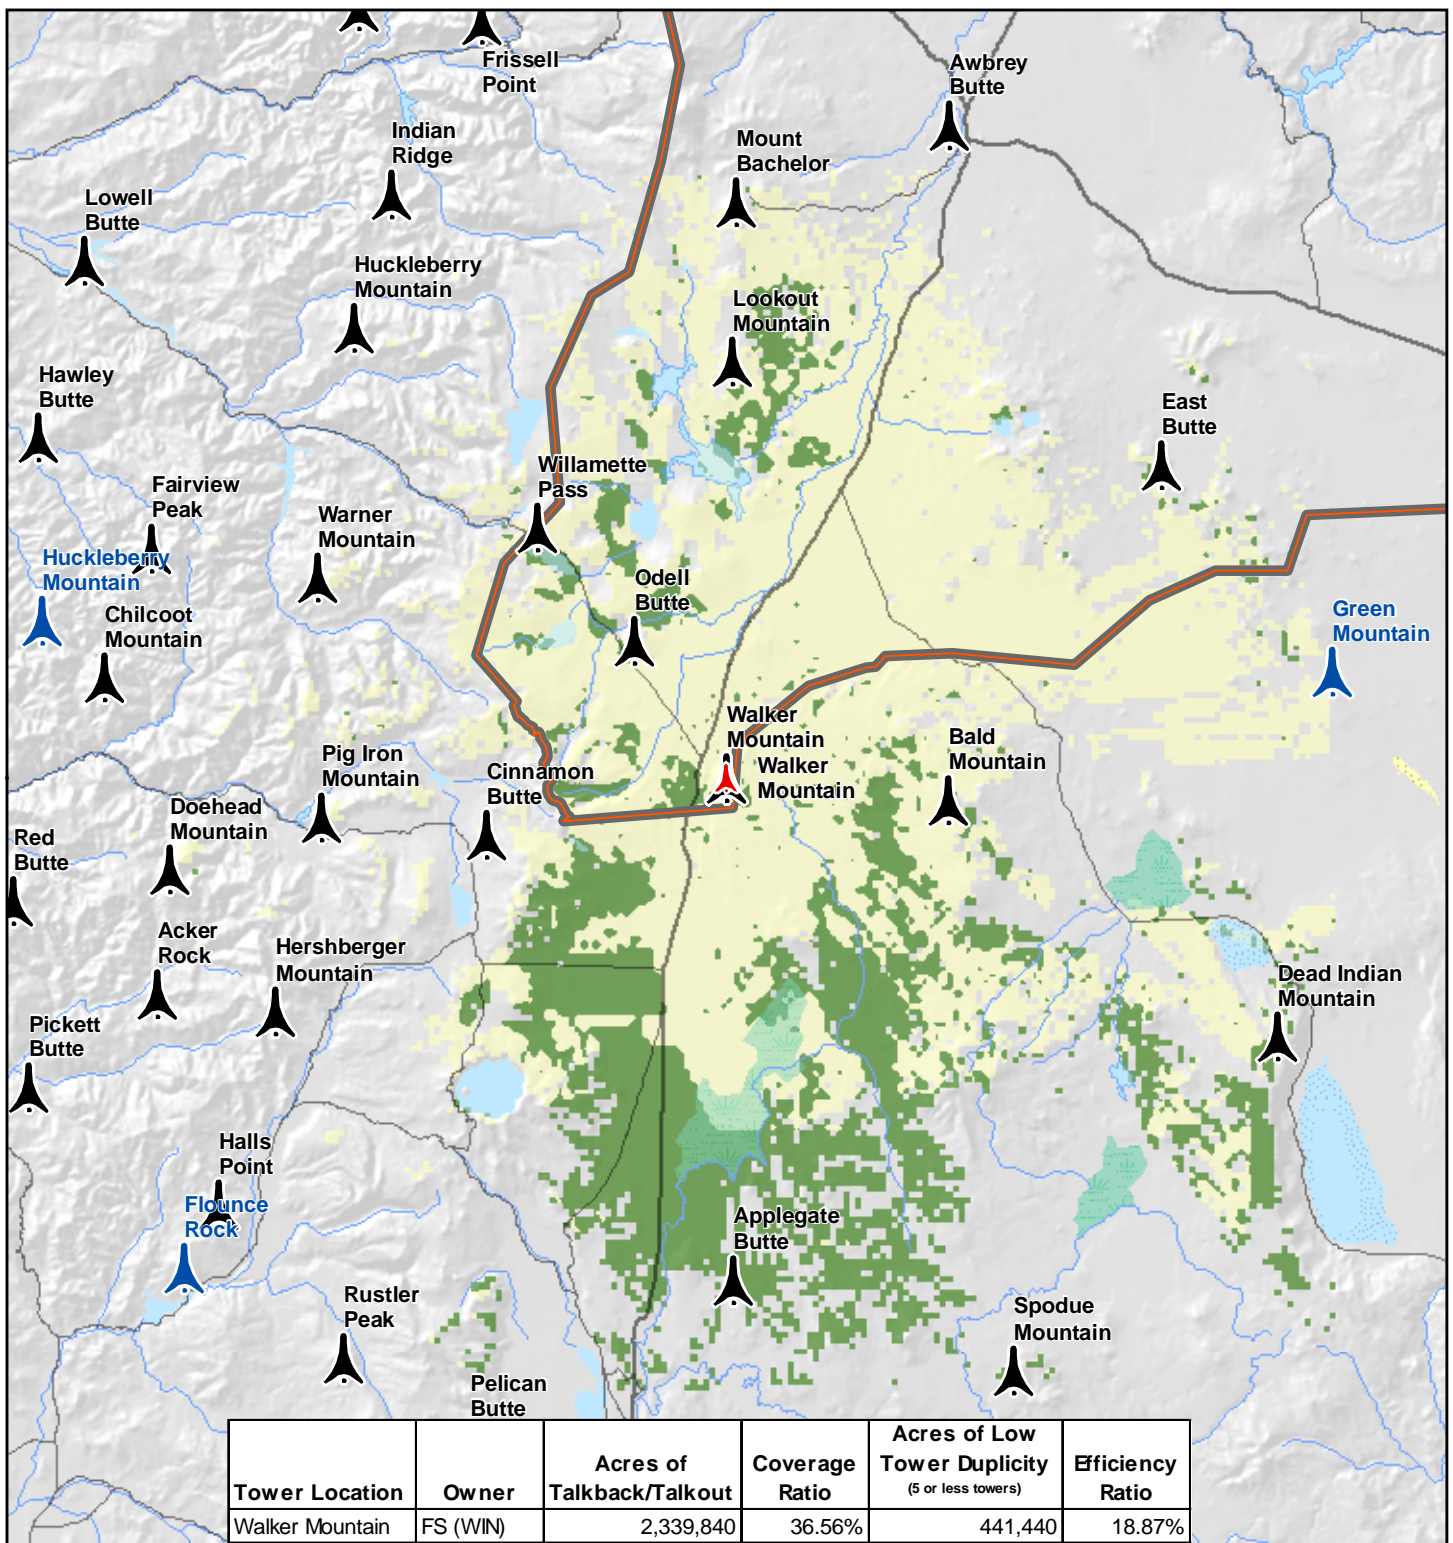 Frissell
Point
Awbrey
Butte
Indian
Ridge
Mount
Bachelor
Lowell
Butte
Huckleberry
Mountain
Lookout
Mountain
Hawley
Butte
East
Butte
Willamette
Pass
Fairview
Peak
Warner
Mountain
Huckleberry
Mountain
Odell
Butte
Chilcoot
Mountain
Green
Mountain
Walker
Mountain
Walker
Mountain
Bald
Mountain
Pig Iron
Mountain
Cinnamon
Butte
Doehead
Mountain
Red
Butte
Acker
Rock
Hershberger
Mountain
Dead Indian
Mountain
Pickett
Butte
Halls
Point
Flounce
Rock
Applegate
Butte
Rustler
Peak
Spodue
Mountain
Pelican
Butte
Tower Location Owner Acres of Talkback/Talkout Coverage Ratio Acres of Low Tower Duplicity (5 or less towers) Efficiency Ratio
Walker Mountain FS (WIN) 2,339,840 36.56% 441,440 18.87%